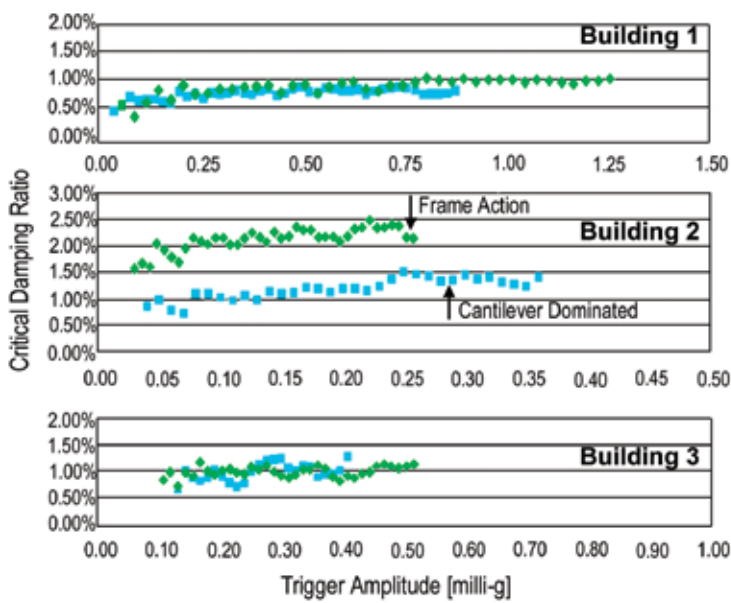 Critical Damping Ratio
2.00%
1.50%
1.00%
0.50%
0.00%
Building 1
0.00 0.25 0.50 0.75 1.00 1.25 1.50
3.00%
2.50%
2.00%
1.50%
1.00%
0.50%
0.00%
Frame Action
Building 2
Cantilever Dominated
0.00 0.05 0.10 0.15 0.20 0.25 0.30 0.35 0.40 0.45 0.50
2.00%
1.50%
1.00%
0.50%
0.00%
Building 3
0.00 0.10 0.20 0.30 0.40 0.50 0.60 0.70 0.80 0.90 1.00
Trigger Amplitude [milli-g]